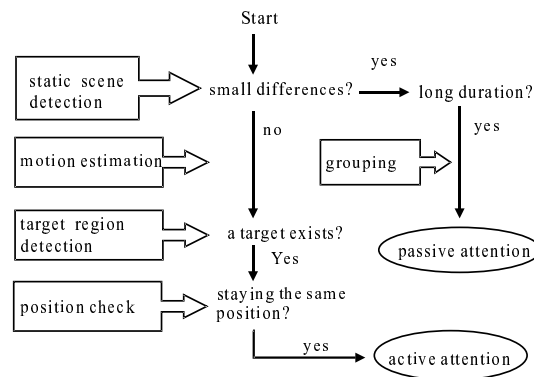 Start
yes
static scene
detection
small differences?
long duration?
no
yes
motion estimation
grouping
target region
detection
a target exists?
passive attention
Yes
position check
staying the same
position?
yes
active attention